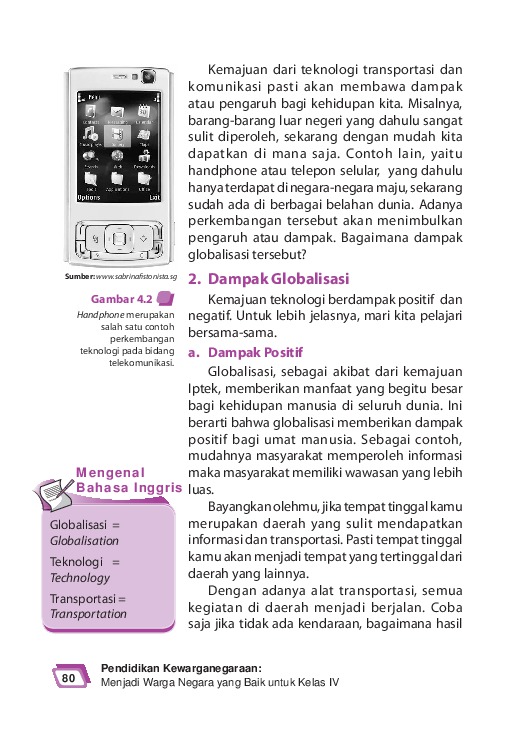 Kemajuan dari teknologi transportasi dan
komunikasi pasti akan membawa dampak
atau pengaruh bagi kehidupan kita. Misalnya,
barang-barang luar negeri yang dahulu sangat
sulit diperoleh, sekarang dengan mudah kita
dapatkan di mana saja. Contoh lain, yaitu
handphone atau telepon selular, yang dahulu
hanya terdapat di negara-negara maju, sekarang
sudah ada di berbagai belahan dunia. Adanya
perkembangan tersebut akan menimbulkan
pengaruh atau dampak. Bagaimana dampak
globalisasi tersebut?
Options
Exit
Sumber: www.sabrinafistonista.sg
Gambar 4.2
Handphone merupakan
salah satu contoh
perkembangan
teknologi pada bidang
telekomunikasi.
2. Dampak Globalisasi
Kemajuan teknologi berdampak positif dan
negatif. Untuk lebih jelasnya, mari kita pelajari
bersama-sama.
a. Dampak Positif
Globalisasi, sebagai akibat dari kemajuan
Iptek, memberikan manfaat yang begitu besar
bagi kehidupan manusia di seluruh dunia. Ini
berarti bahwa globalisasi memberikan dampak
positif bagi umat manusia. Sebagai contoh,
mudahnya masyarakat memperoleh informasi
maka masyarakat memiliki wawasan yang lebih
luas.
Bayangkan olehmu, jika tempat tinggal kamu
merupakan daerah yang sulit mendapatkan
informasi dan transportasi. Pasti tempat tinggal
kamu akan menjadi tempat yang tertinggal dari
daerah yang lainnya.
Dengan adanya alat transportasi, semua
kegiatan di daerah menjadi berjalan. Coba
saja jika tidak ada kendaraan, bagaimana hasil
Mengenal
Bahasa Inggris
Globalisasi =
Globalisation
Teknologi =
Technology
Transportasi =
Transportation
80
Pendidikan Kewarganegaraan:
Menjadi Warga Negara yang Baik untuk Kelas IV